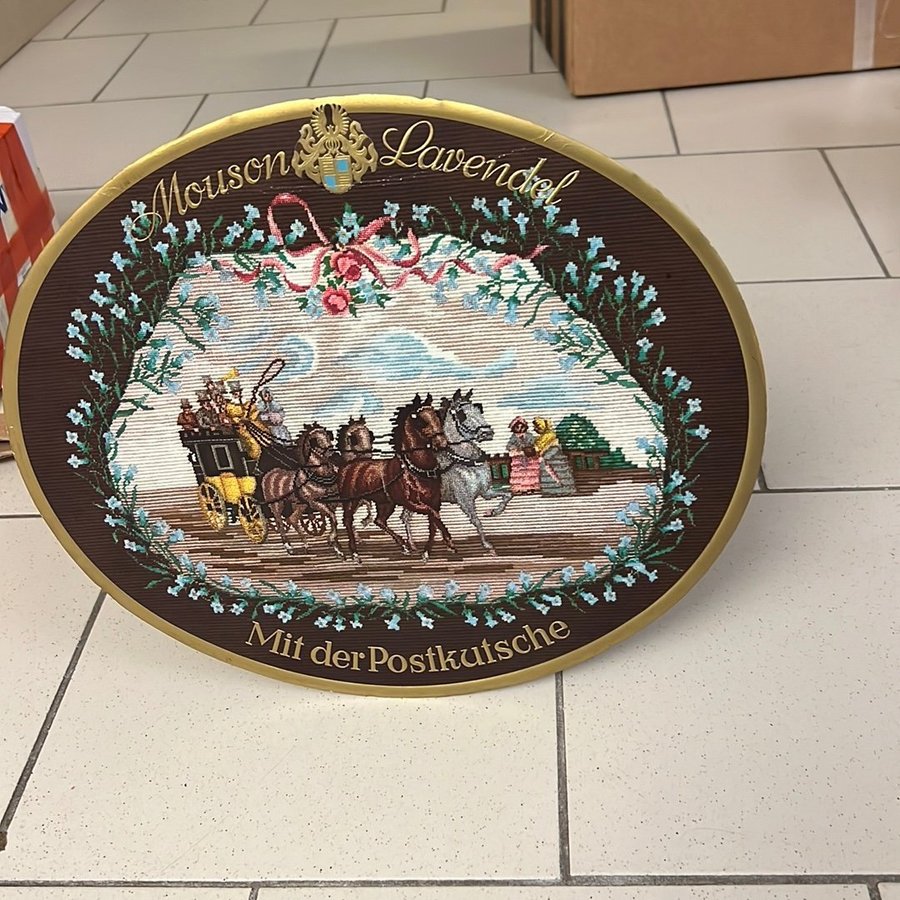 Mouson Lavendel
Mit der Postkutsche